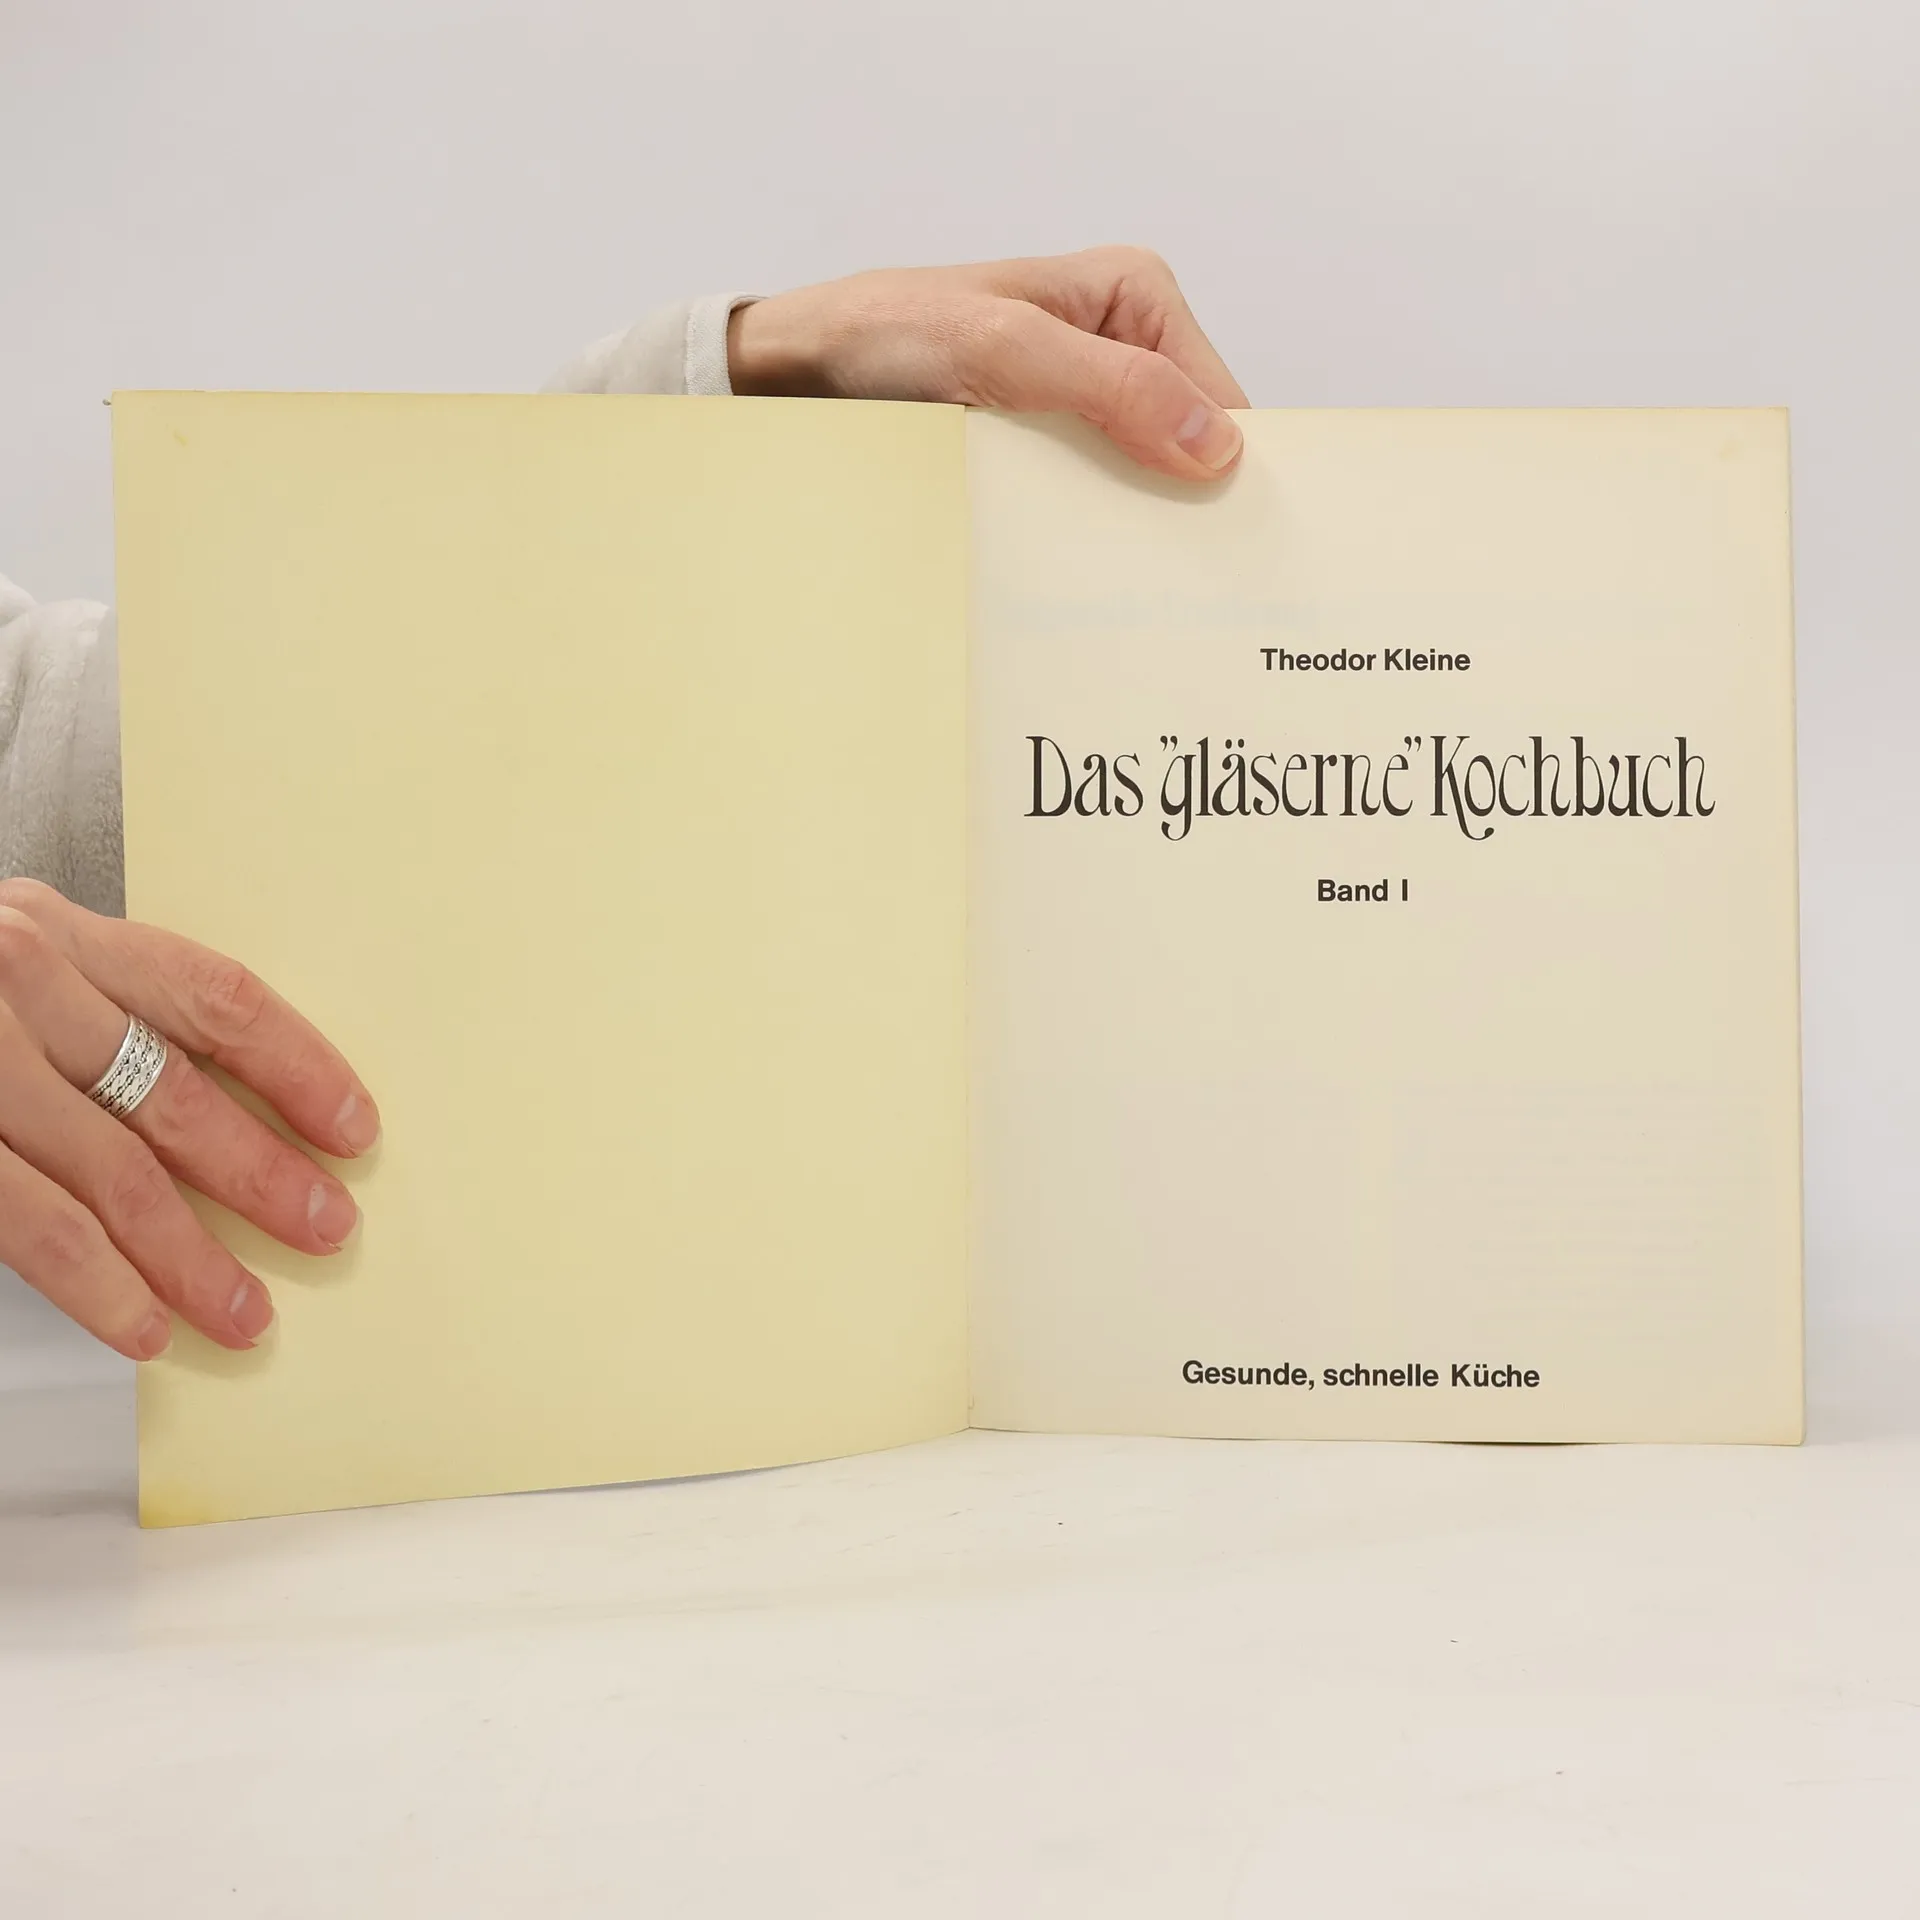 Theodor Kleine
Das "gläserne" Kochbuch
Band I
Gesunde, schnelle Küche